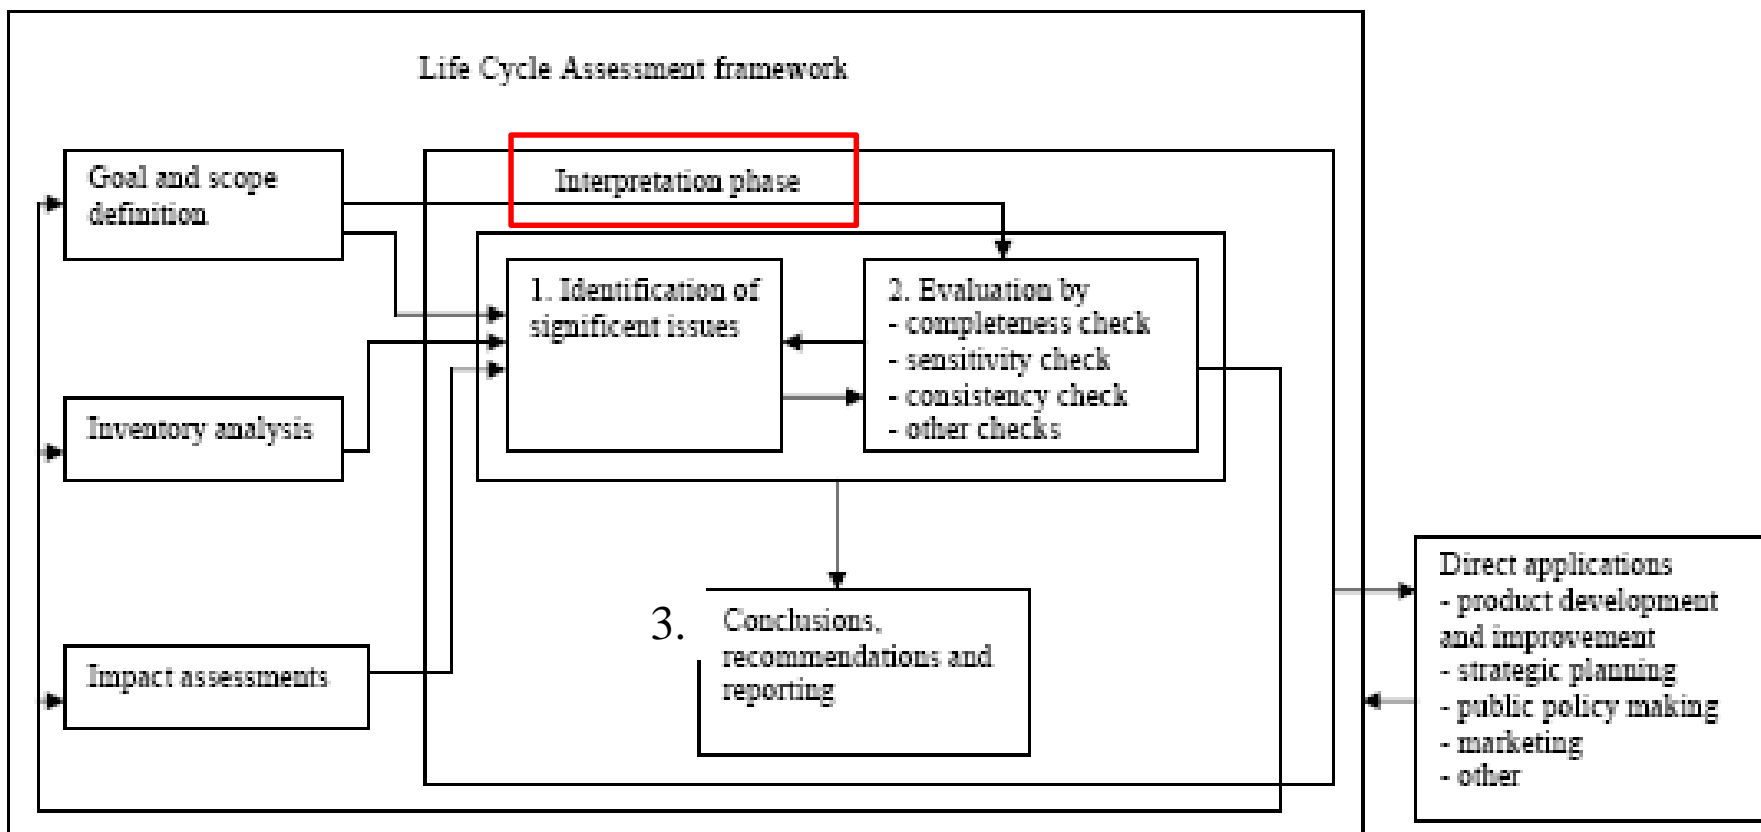 Life Cycle Assessment framework
Goal and scope
definition
Interpretation phase
1. Identification of
significent issues
2. Evaluation by
- completeness check
- sensitivity check
- consistency check
- other checks
Inventory analysis
Impact assessments
3.
Conclusions,
recommendations and
reporting
Direct applications
- product development
and improvement
- strategic planning
- public policy making
- marketing
- other